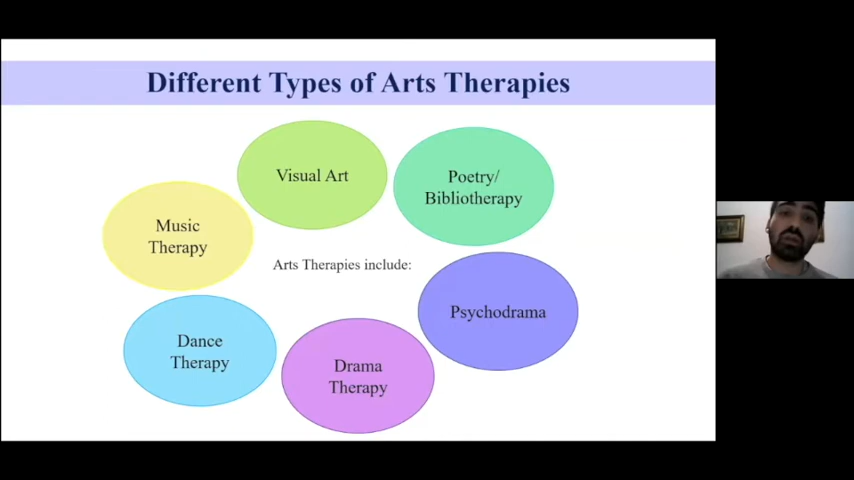 Different Types of Arts Therapies
Visual Art
Poetry/
Bibliotherapy
Music
Therapy
Arts Therapies include:
Psychodrama
Dance
Therapy
Drama
Therapy